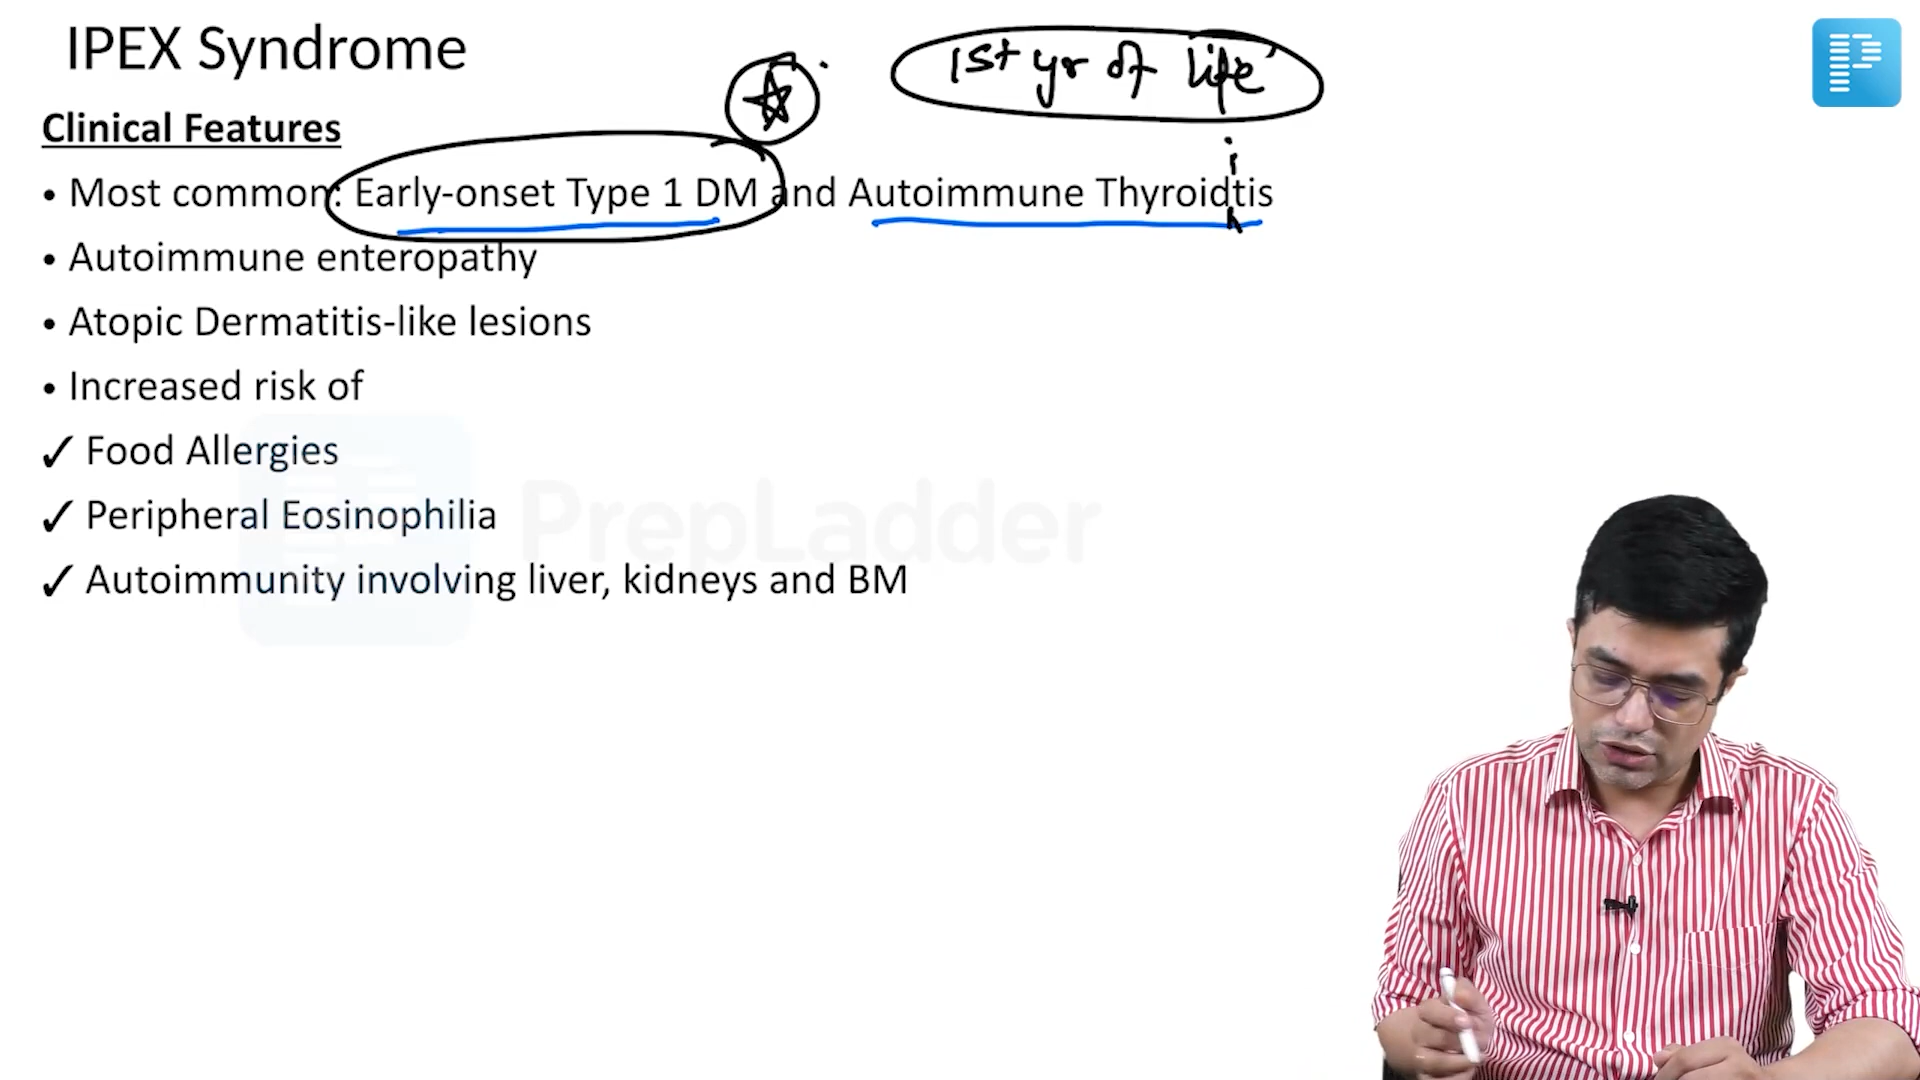 IPEX Syndrome
1st yr of life
Clinical Features
• Most common: Early-onset Type 1 DM and Autoimmune Thyroidtis
i
• Autoimmune enteropathy
• Atopic Dermatitis-like lesions
• Increased risk of
✓ Food Allergies
✓ Peripheral Eosinophilia
✓ Autoimmunity involving liver, kidneys and BM
PrepLadder